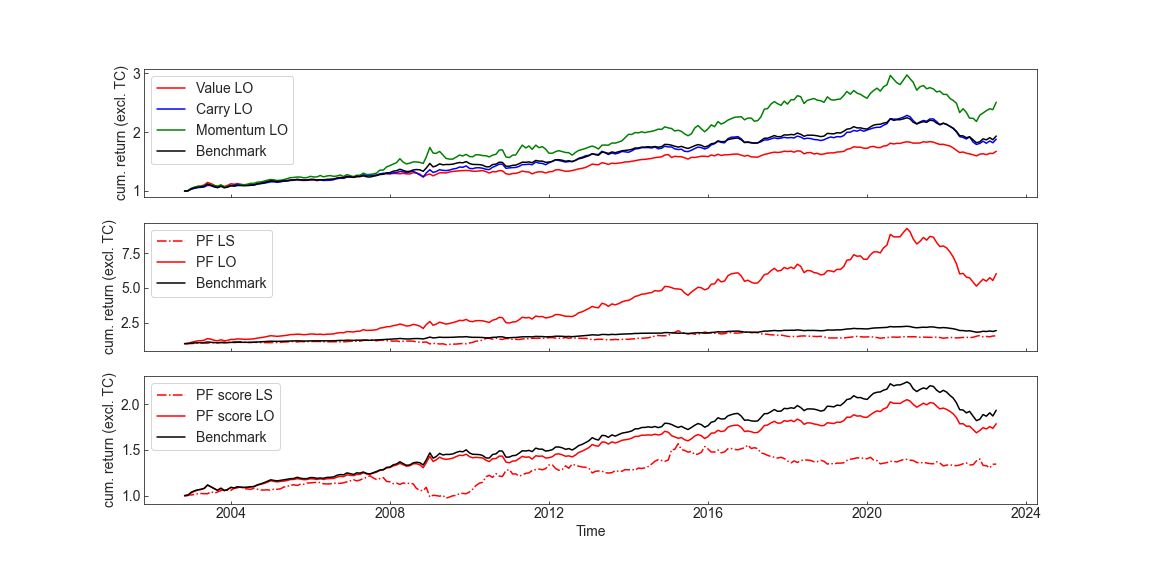 cum. return (excl. TC)
3
2
1
Value LO
Carry LO
Momentum LO
Benchmark
cum. return (excl. TC)
7.5
5.0
2.5
PF LS
PF LO
Benchmark
cum. return (excl. TC)
2.0
1.5
1.0
PF score LS
PF score LO
Benchmark
2004 2008 2012 2016 2020 2024
Time